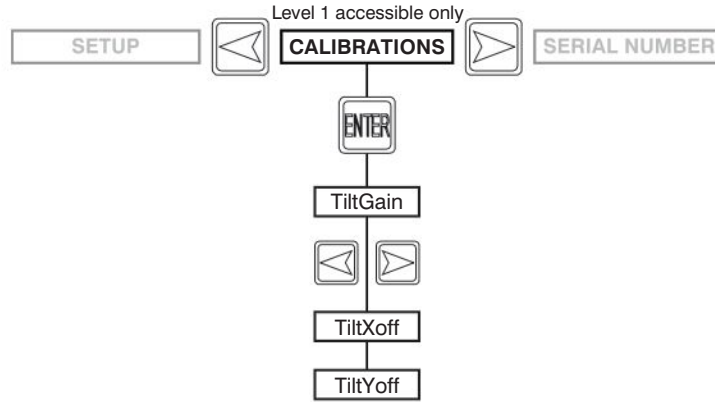 Level 1 accessible only
SETUP
CALIBRATIONS
SERIAL NUMBER
ENTER
TiltGain
TiltXoff
TiltYoff